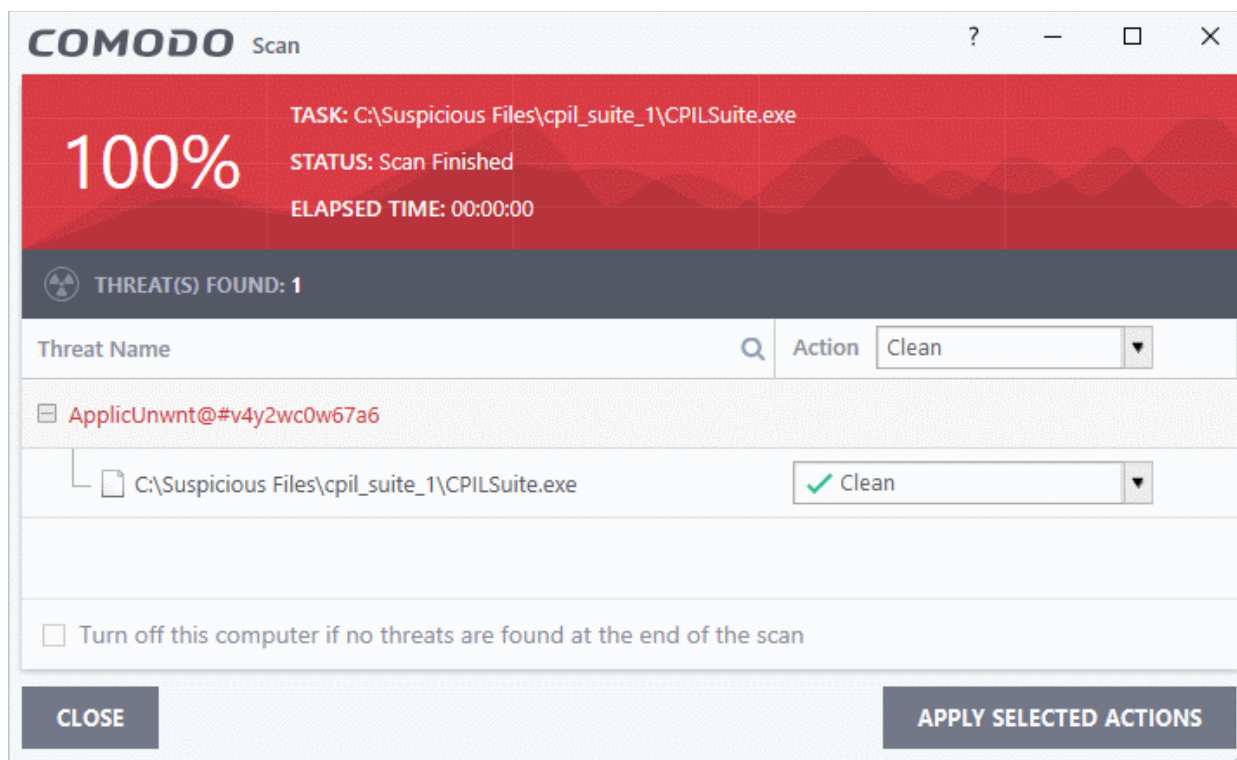 COMODO Scan ?
100%
TASK: C:\Suspicious Files\cpil_suite_1\CPILSuite.exe
STATUS: Scan Finished
ELAPSED TIME: 00:00:00
THREAT(S) FOUND: 1
Threat Name Action Clean
ApplicUnwnt@#v4y2wc0w67a6
C:\Suspicious Files\cpil_suite_1\CPILSuite.exe Clean
Turn off this computer if no threats are found at the end of the scan
CLOSE APPLY SELECTED ACTIONS